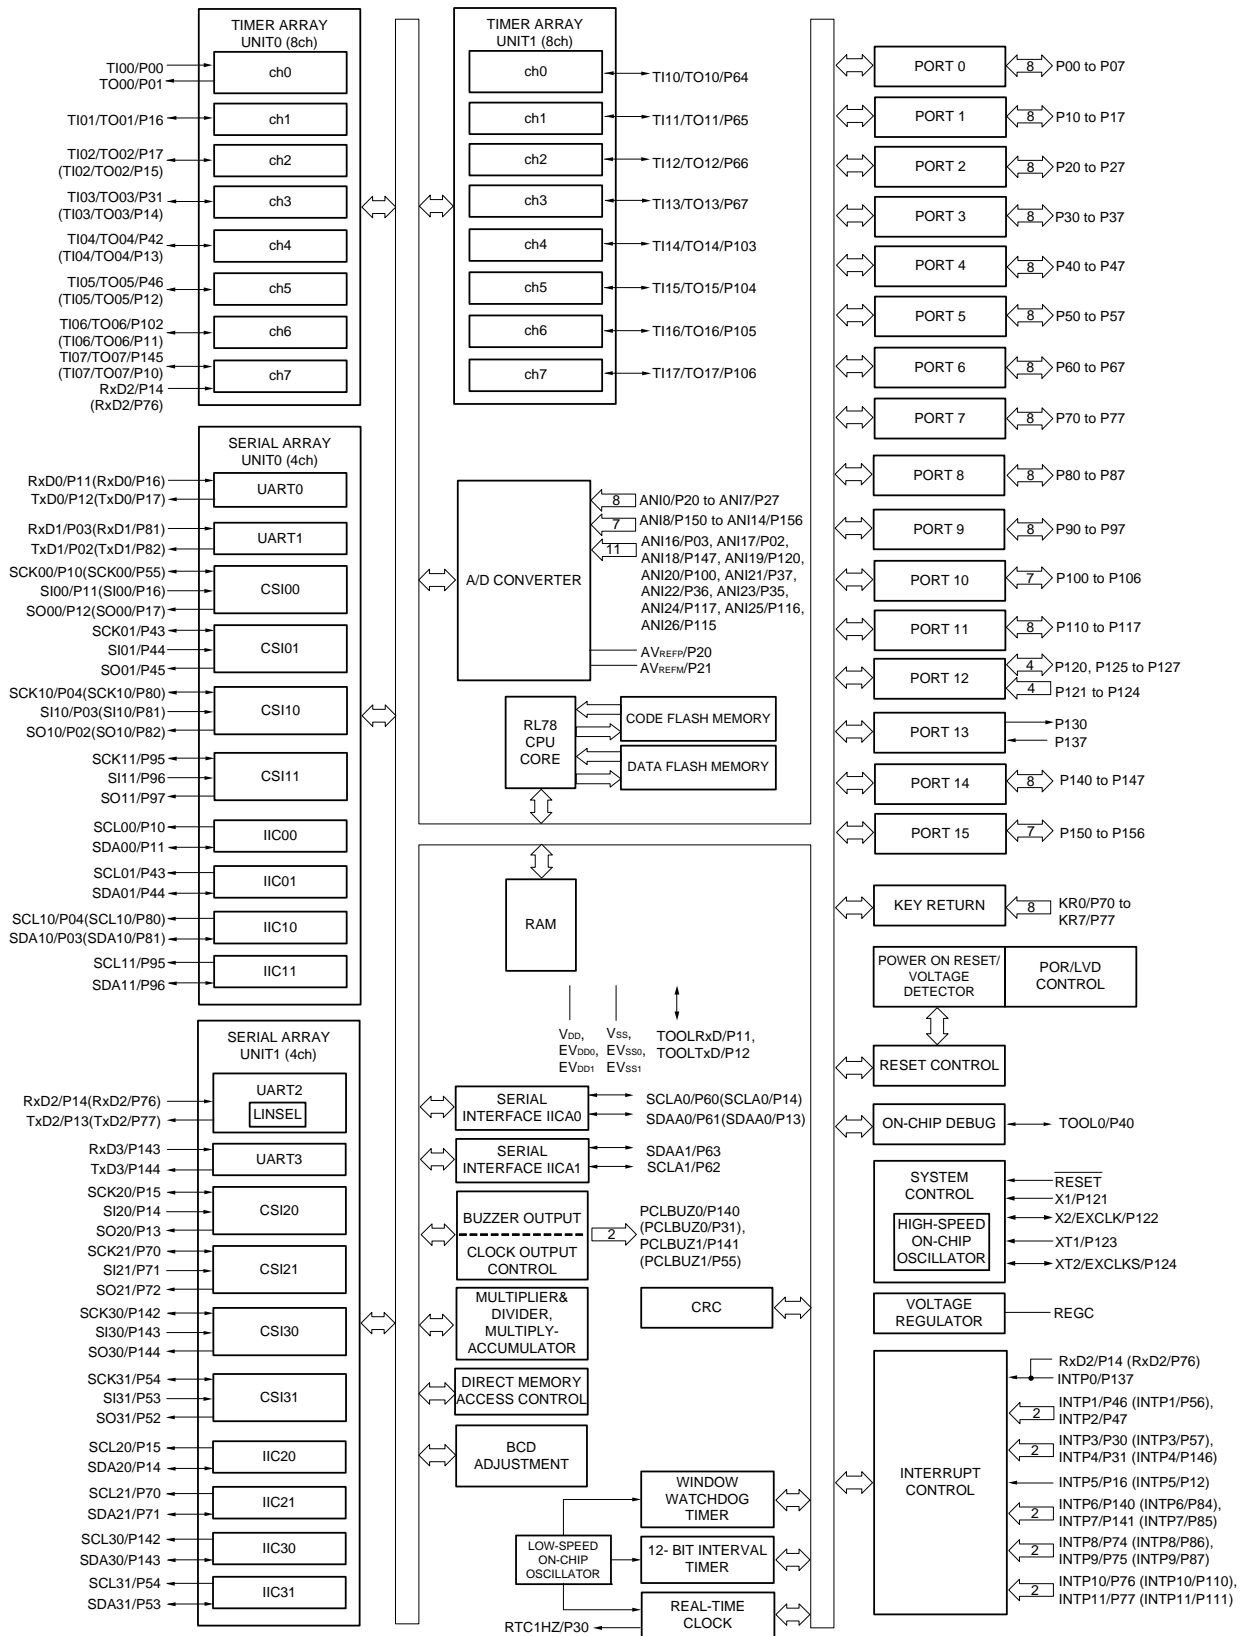 TIMER ARRAY
UNIT0 (8ch)
TI00/P00
TO00/P01
ch0
TI01/TO01/P16
ch1
TI02/TO02/P17
(TI02/TO02/P15)
ch2
TI03/TO03/P31
(TI03/TO03/P14)
ch3
TI04/TO04/P42
(TI04/TO04/P13)
ch4
TI05/TO05/P46
(TI05/TO05/P12)
ch5
TI06/TO06/P102
(TI06/TO06/P11)
ch6
TI07/TO07/P145
(TI07/TO07/P10)
ch7
RxD2/P14
(RxD2/P76)
SERIAL ARRAY
UNIT0 (4ch)
RxD0/P11(RxD0/P16)
TxD0/P12(TxD0/P17)
UART0
RxD1/P03(RxD1/P81)
TxD1/P02(TxD1/P82)
UART1
SCK00/P10(SCK00/P55)
SI00/P11(SI00/P16)
SO00/P12(SO00/P17)
CSI00
SCK01/P43
SI01/P44
SO01/P45
CSI01
SCK10/P04(SCK10/P80)
SI10/P03(SI10/P81)
SO10/P02(SO10/P82)
CSI10
SCK11/P95
SI11/P96
SO11/P97
CSI11
SCL00/P10
SDA00/P11
IIC00
SCL01/P43
SDA01/P44
IIC01
SCL10/P04(SCL10/P80)
SDA10/P03(SDA10/P81)
IIC10
SCL11/P95
SDA11/P96
IIC11
SERIAL ARRAY
UNIT1 (4ch)
RxD2/P14(RxD2/P76)
TxD2/P13(TxD2/P77)
UART2
LINSEL
RxD3/P143
TxD3/P144
UART3
SCK20/P15
SI20/P14
SO20/P13
CSI20
SCK21/P70
SI21/P71
SO21/P72
CSI21
SCK30/P142
SI30/P143
SO30/P144
CSI30
SCK31/P54
SI31/P53
SO31/P52
CSI31
SCL20/P15
SDA20/P14
IIC20
SCL21/P70
SDA21/P71
IIC21
SCL30/P142
SDA30/P143
IIC30
SCL31/P54
SDA31/P53
IIC31
TIMER ARRAY
UNIT1 (8ch)
ch0
TI10/TO10/P64
ch1
TI11/TO11/P65
ch2
TI12/TO12/P66
ch3
TI13/TO13/P67
ch4
TI14/TO14/P103
ch5
TI15/TO15/P104
ch6
TI16/TO16/P105
ch7
TI17/TO17/P106
A/D CONVERTER
8 ANI0/P20 to ANI7/P27
7 ANI8/P150 to ANI14/P156
11 ANI16/P03, ANI17/P02,
ANI18/P147, ANI19/P120,
ANI20/P100, ANI21/P37,
ANI22/P36, ANI23/P35,
ANI24/P117, ANI25/P116,
ANI26/P115
AVREFP/P20
AVREFM/P21
RL78
CPU
CORE
CODE FLASH MEMORY
DATA FLASH MEMORY
RAM
VDD,
EVDD0,
EVDD1
VSS,
EVSS0,
EVSS1
TOOLRxD/P11,
TOOLTxD/P12
SERIAL
INTERFACE IICA0
SCLA0/P60(SCLA0/P14)
SDAA0/P61(SDAA0/P13)
SERIAL
INTERFACE IICA1
SDAA1/P63
SCLA1/P62
BUZZER OUTPUT
CLOCK OUTPUT
CONTROL
2
PCLBUZ0/P140
(PCLBUZ0/P31),
PCLBUZ1/P141
(PCLBUZ1/P55)
MULTIPLIER&
DIVIDER,
MULTIPLY-
ACCUMULATOR
CRC
DIRECT MEMORY
ACCESS CONTROL
BCD
ADJUSTMENT
WINDOW
WATCHDOG
TIMER
LOW-SPEED
ON-CHIP
OSCILLATOR
12- BIT INTERVAL
TIMER
REAL-TIME
CLOCK
RTC1HZ/P30
PORT 0 8 P00 to P07
PORT 1 8 P10 to P17
PORT 2 8 P20 to P27
PORT 3 8 P30 to P37
PORT 4 8 P40 to P47
PORT 5 8 P50 to P57
PORT 6 8 P60 to P67
PORT 7 8 P70 to P77
PORT 8 8 P80 to P87
PORT 9 8 P90 to P97
PORT 10 7 P100 to P106
PORT 11 8 P110 to P117
PORT 12
4 P120, P125 to P127
4 P121 to P124
PORT 13
P130
P137
PORT 14 8 P140 to P147
PORT 15 7 P150 to P156
KEY RETURN 8
KR0/P70 to
KR7/P77
POWER ON RESET/
VOLTAGE
DETECTOR
POR/LVD
CONTROL
RESET CONTROL
ON-CHIP DEBUG
TOOL0/P40
SYSTEM
CONTROL
HIGH-SPEED
ON-CHIP
OSCILLATOR
RESET
X1/P121
X2/EXCLK/P122
XT1/P123
XT2/EXCLKS/P124
VOLTAGE
REGULATOR
REGC
INTERRUPT
CONTROL
RxD2/P14 (RxD2/P76)
INTP0/P137
2 INTP1/P46 (INTP1/P56),
INTP2/P47
2 INTP3/P30 (INTP3/P57),
INTP4/P31 (INTP4/P146)
INTP5/P16 (INTP5/P12)
2 INTP6/P140 (INTP6/P84),
INTP7/P141 (INTP7/P85)
2 INTP8/P74 (INTP8/P86),
INTP9/P75 (INTP9/P87)
2 INTP10/P76 (INTP10/P110),
INTP11/P77 (INTP11/P111)